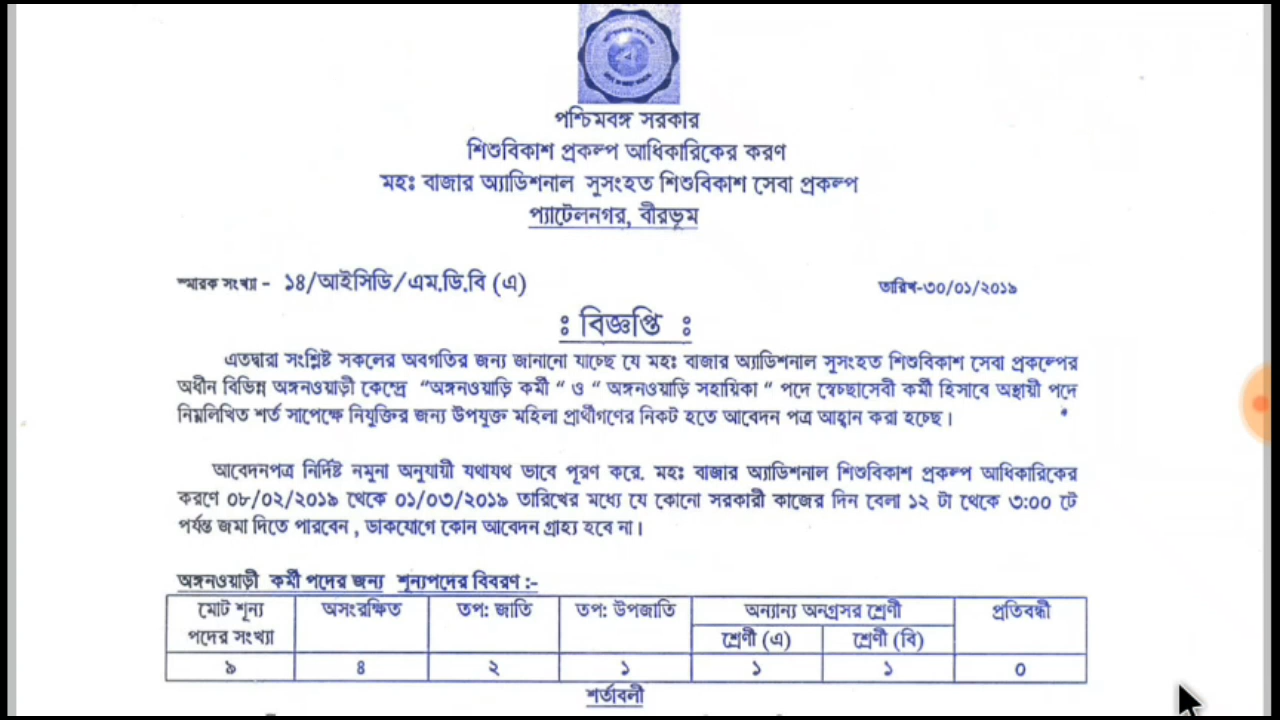 পশ্চিমবঙ্গ সরকার
শিশুবিকাশ প্রকল্প আধিকারিকের করণ
মহঃ বাজার অ্যাডিশনাল সুসংহত শিশুবিকাশ সেবা প্রকল্প
প্যাটেলনগর, বীরভূম
স্মারক সংখ্যা - ১৪/আইসিডি/এম.ডি.বি (এ) তারিখ-৩০/০১/২০১৯
: বিজ্ঞপ্তি :
এতদ্বারা সংশ্লিষ্ট সকলের অবগতির জন্য জানানো যাচ্ছে যে মহঃ বাজার অ্যাডিশনাল সুসংহত শিশুবিকাশ সেবা প্রকল্পের
অধীন বিভিন্ন অঙ্গনওয়াড়ী কেন্দ্রে “অঙ্গনওয়াড়ি কর্মী “ ও “ অঙ্গনওয়াড়ি সহায়িকা “ পদে স্বেচ্ছাসেবী কর্মী হিসাবে অস্থায়ী পদে
নিম্নলিখিত শর্ত সাপেক্ষে নিযুক্তির জন্য উপযুক্ত মহিলা প্রার্থীগণের নিকট হতে আবেদন পত্র আহ্বান করা হচ্ছে।
আবেদনপত্র নির্দিষ্ট নমুনা অনুযায়ী যথাযথ ভাবে পূরণ করে. মহঃ বাজার অ্যাডিশনাল শিশুবিকাশ প্রকল্প আধিকারিকের
করণে ০৮/০২/২০১৯ থেকে ০১/০৩/২০১৯ তারিখের মধ্যে যে কোনো সরকারী কাজের দিন বেলা ১২ টা থেকে ৩:০০ টে
পর্যন্ত জমা দিতে পারবেন , ডাকযোগে কোন আবেদন গ্রাহ্য হবে না।
অঙ্গনওয়াড়ী কর্মী পদের জন্য শূন্যপদের বিবরণ :-
মোট শূন্য পদের সংখ্যা অসংরক্ষিত তপ: জাতি তপ: উপজাতি অন্যান্য অনগ্রসর শ্রেণী প্রতিবন্ধী
শ্রেণী (এ) শ্রেণী (বি)
৯ ৪ ২ ১ ১ ১ ০
শর্তাবলী